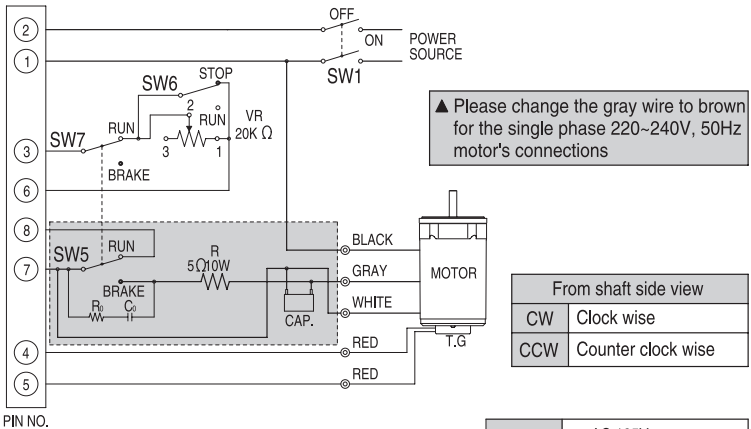 2
OFF
ON
POWER
SOURCE
1
SW1
SW6
STOP
2
RUN
VR
20K Ω
SW7
RUN
3
3
1
BRAKE
6
▲ Please change the gray wire to brown
for the single phase 220~240V, 50Hz
motor's connections
8
SW5
RUN
R
5Ω10W
BLACK
7
GRAY
MOTOR
BRAKE
R₀
C₀
CAP.
WHITE
4
RED
T.G
5
RED
From shaft side view
CW Clock wise
CCW Counter clock wise
PIN NO.